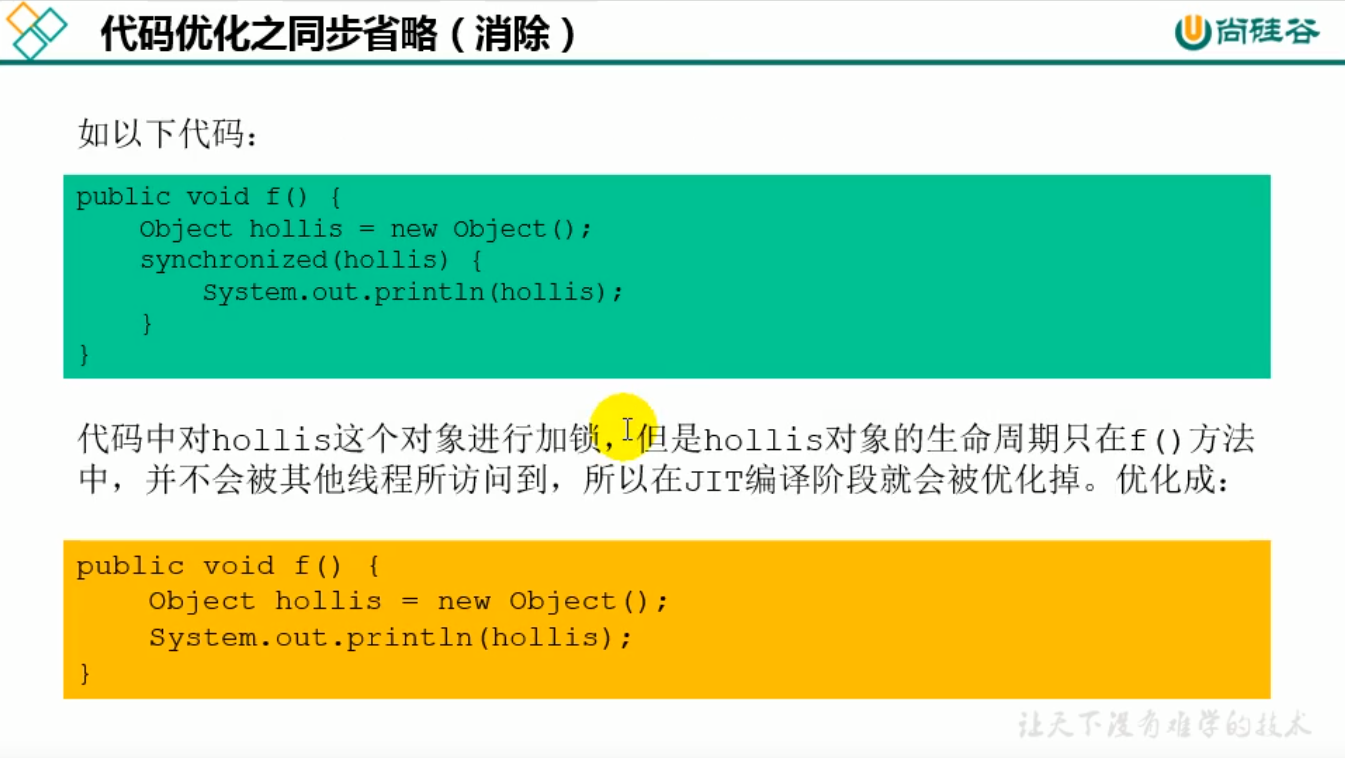 代码优化之同步省略（消除）
尚硅谷
如以下代码：
public void f() {
    Object hollis = new Object();
    synchronized(hollis) {
        System.out.println(hollis);
    }
}
代码中对hollis这个对象进行加锁，但是hollis对象的生命周期只在f()方法
中，并不会被其他线程所访问到，所以在JIT编译阶段就会被优化掉。优化成：
public void f() {
    Object hollis = new Object();
    System.out.println(hollis);
}
让天下没有难学的技术